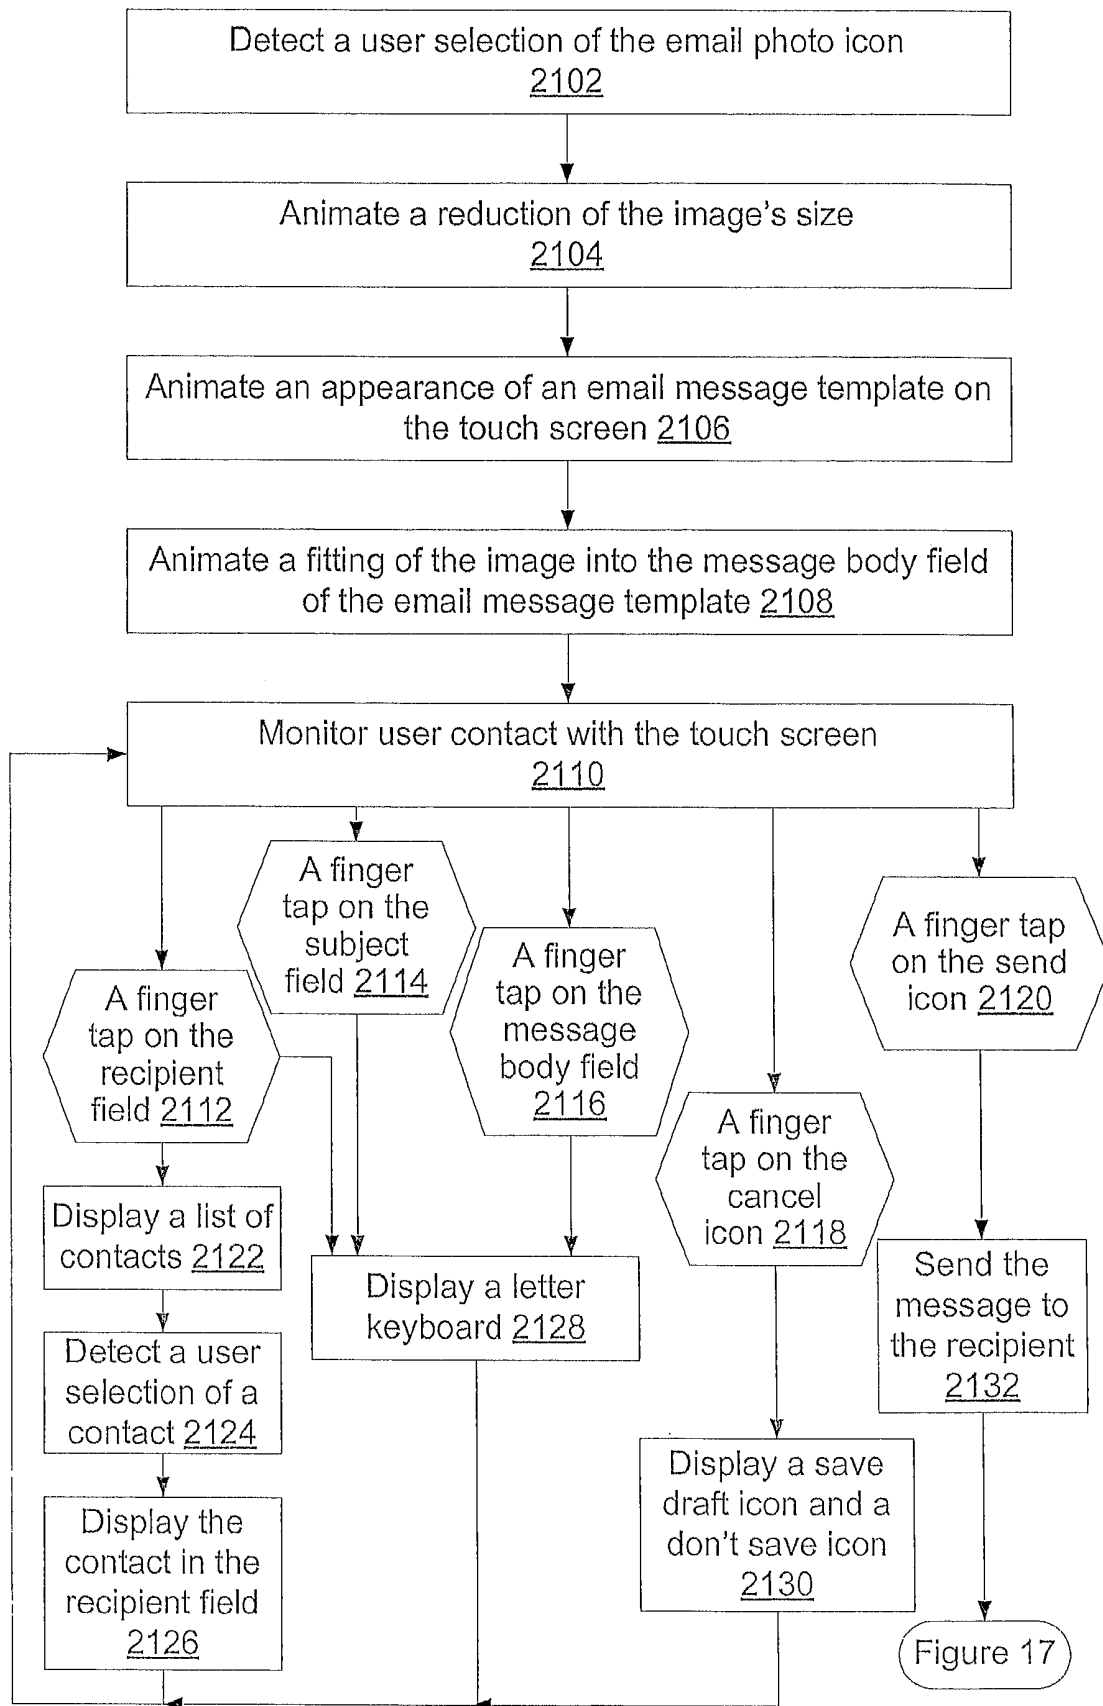 Detect a user selection of the email photo icon
2102
Animate a reduction of the image's size
2104
Animate an appearance of an email message template on
the touch screen 2106
Animate a fitting of the image into the message body field
of the email message template 2108
Monitor user contact with the touch screen
2110
A finger
tap on the
recipient
field 2112
A finger
tap on the
subject
field 2114
A finger
tap on the
message
body field
2116
A finger
tap on the
cancel
icon 2118
A finger tap
on the send
icon 2120
Display a list of
contacts 2122
Detect a user
selection of a
contact 2124
Display the
contact in the
recipient field
2126
Display a letter
keyboard 2128
Display a save
draft icon and a
don't save icon
2130
Send the
message to
the recipient
2132
Figure 17